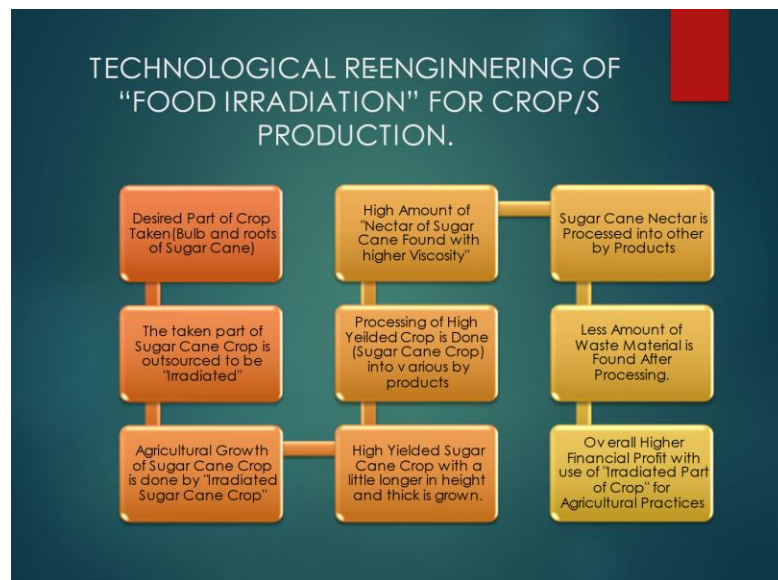 TECHNOLOGICAL RE-ENGINNERING OF
“FOOD IRRADIATION” FOR CROP/S
PRODUCTION.
Desired Part of Crop
Taken(Bulb and roots
of Sugar Cane)
The taken part of
Sugar Cane Crop is
outsourced to be
"Irradiated"
Agricultural Growth
of Sugar Cane Crop
is done by "Irradiated
Sugar Cane Crop"
High Yielded Sugar
Cane Crop with a
little longer in height
and thick is grown.
Processing of High
Yeilded Crop is Done
(Sugar Cane Crop)
into various by
products
High Amount of
"Nectar of Sugar
Cane Found with
higher Viscosity"
Sugar Cane Nectar is
Processed into other
by Products
Less Amount of
Waste Material is
Found After
Processing.
Overall Higher
Financial Profit with
use of "Irradiated Part
of Crop" for
Agricultural Practices